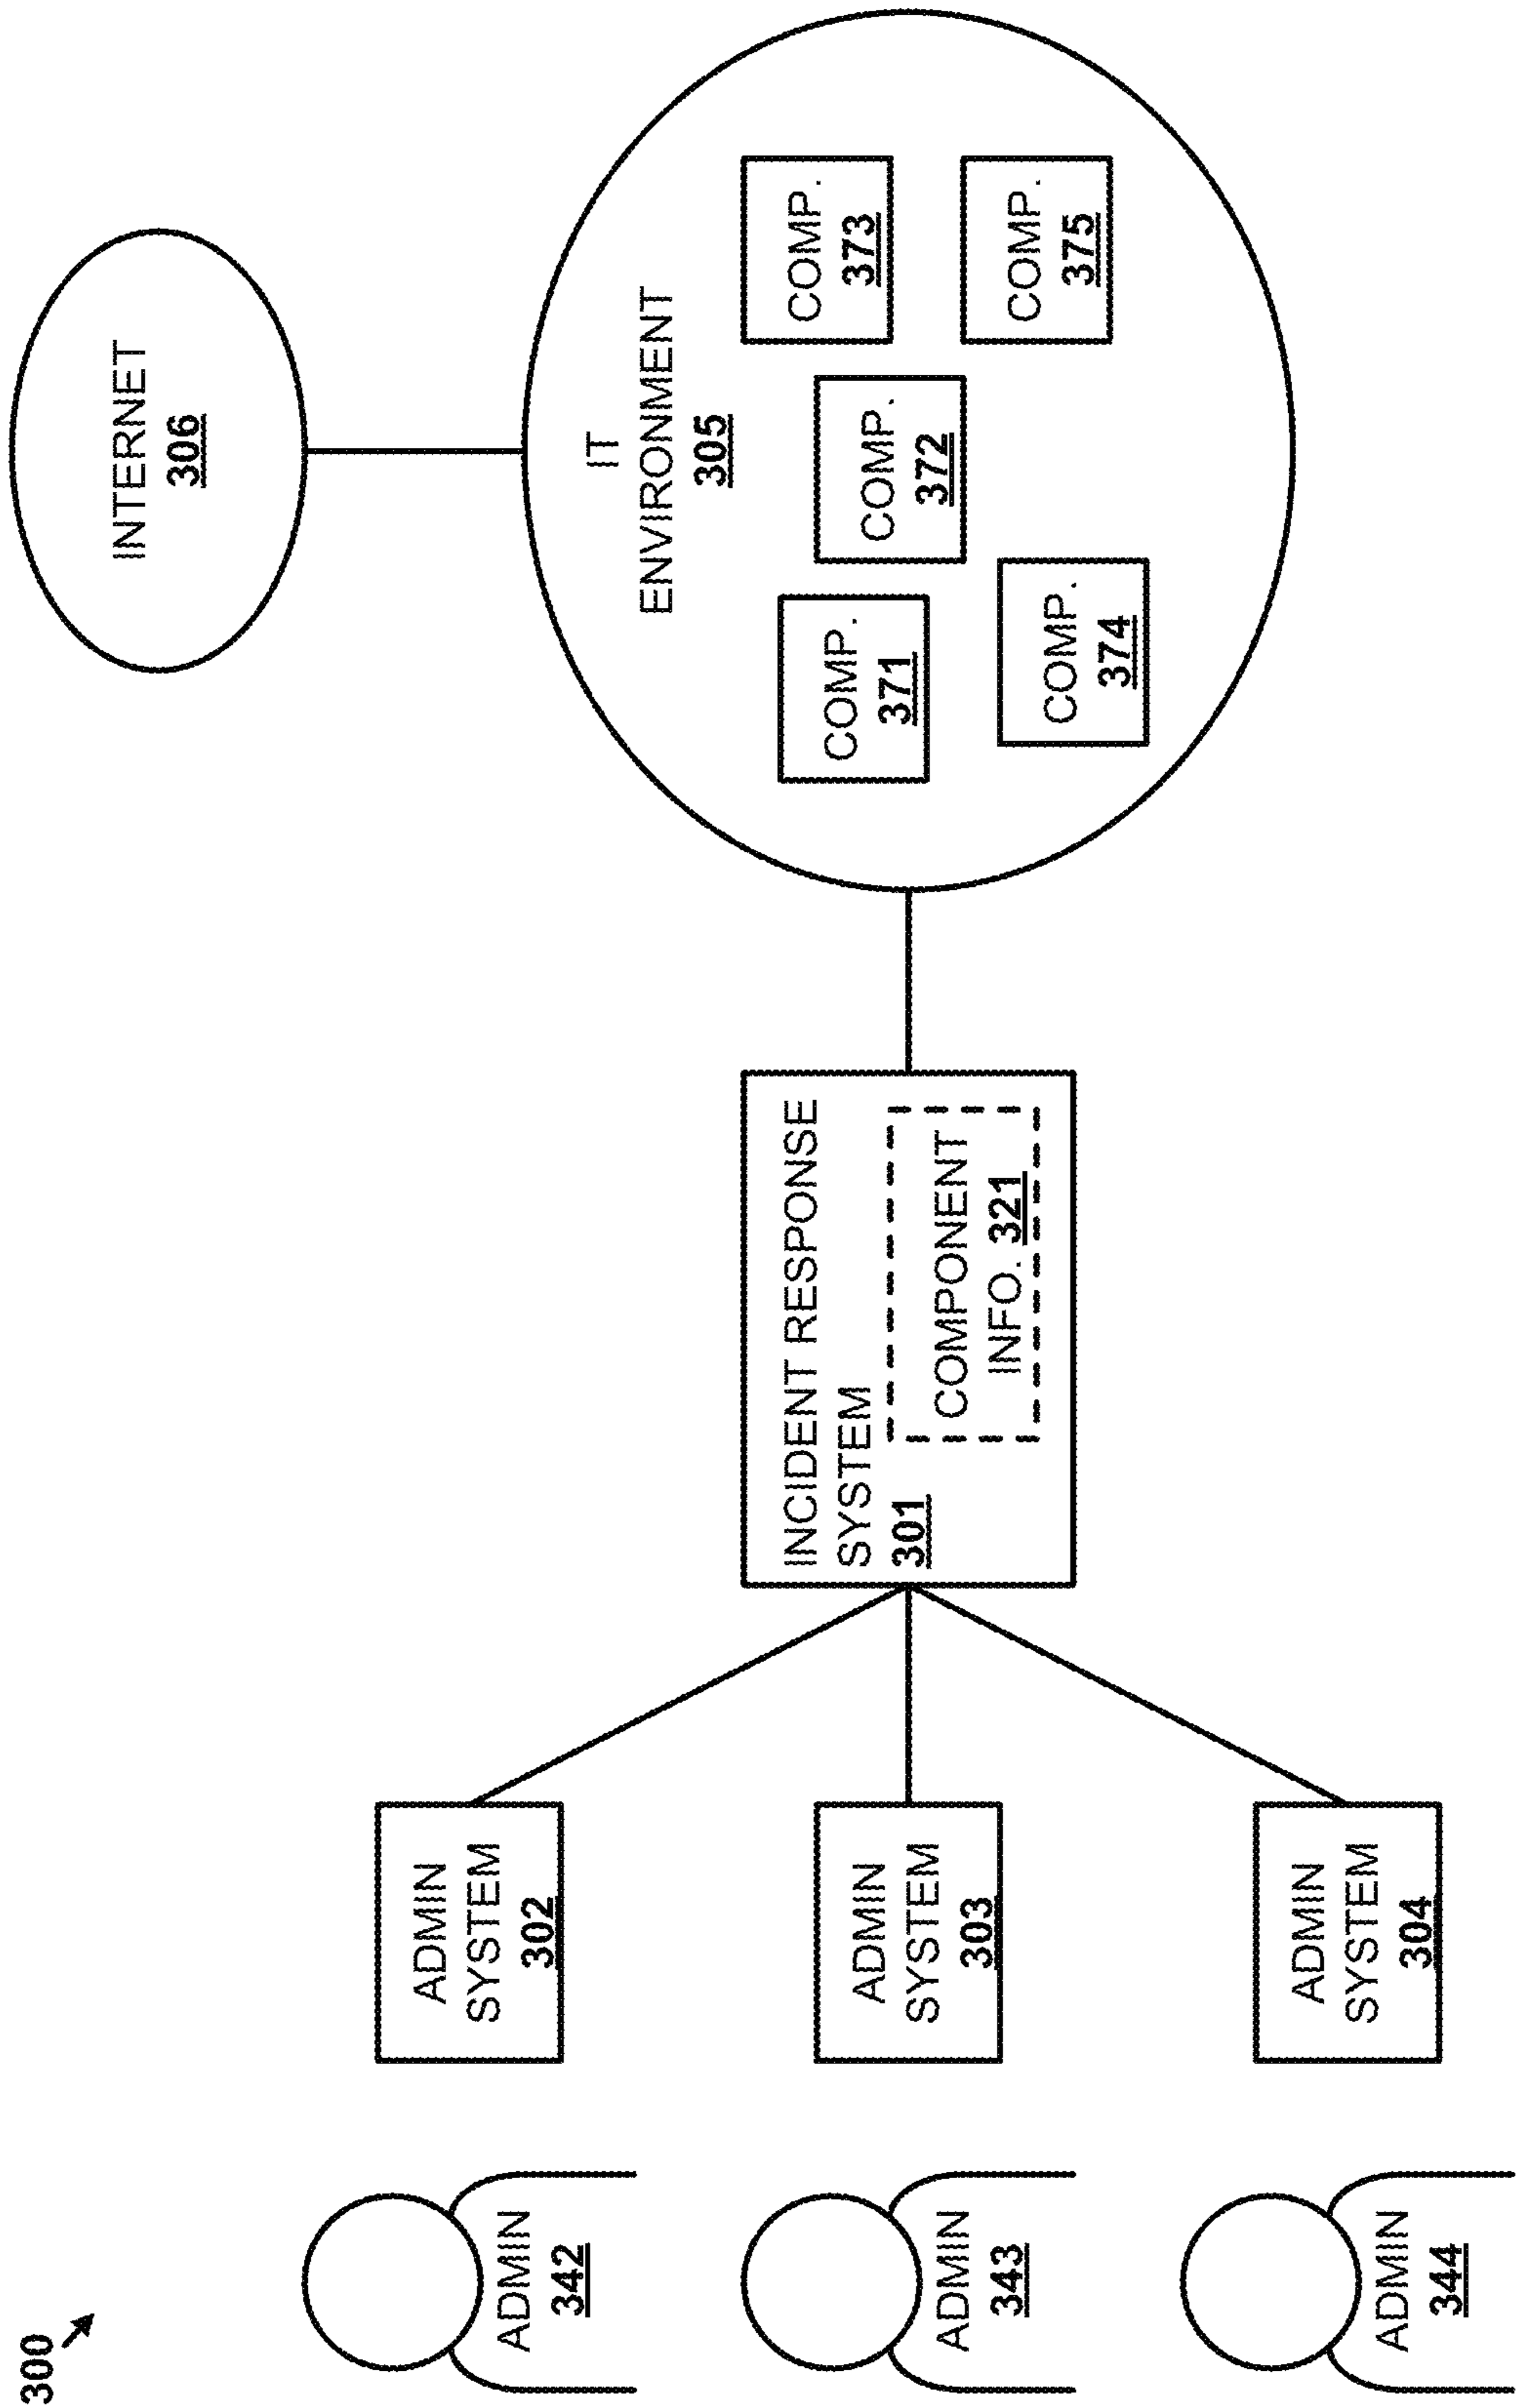 300
ADMIN
342
ADMIN
343
ADMIN
344
ADMIN
SYSTEM
302
ADMIN
SYSTEM
303
ADMIN
SYSTEM
304
INCIDENT RESPONSE
SYSTEM
301
COMPONENT
INFO. 321
INTERNET
306
IT
ENVIRONMENT
305
COMP.
371
COMP.
372
COMP.
373
COMP.
374
COMP.
375